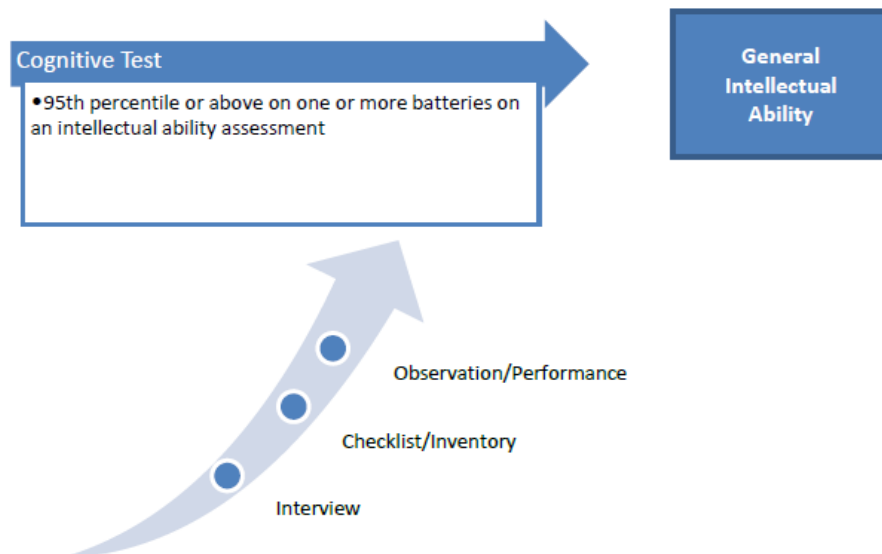 Cognitive Test
•95th percentile or above on one or more batteries on
an intellectual ability assessment
General
Intellectual
Ability
Observation/Performance
Checklist/Inventory
Interview